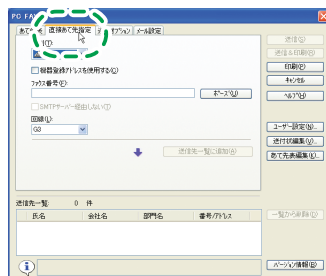 PC FA
あて 直接あて先指定 オプション メール設定
送信(S)
送信&印刷(R)
印刷(P)
機器登録アドレスを使用する(G)
キャンセル
ファクス番号(E):
ヘルプ(H)
ポーズ(U)
SMTPサーバー経由しない(T)
回線(L):
G3
ユーザー設定(N)...
送付状編集(V)...
送信先一覧に追加(A)
あて先表編集(K)...
送信先一覧: 0 件
一覧から削除(D)
氏名 会社名 部門名 番号/アドレス
バージョン情報(B)